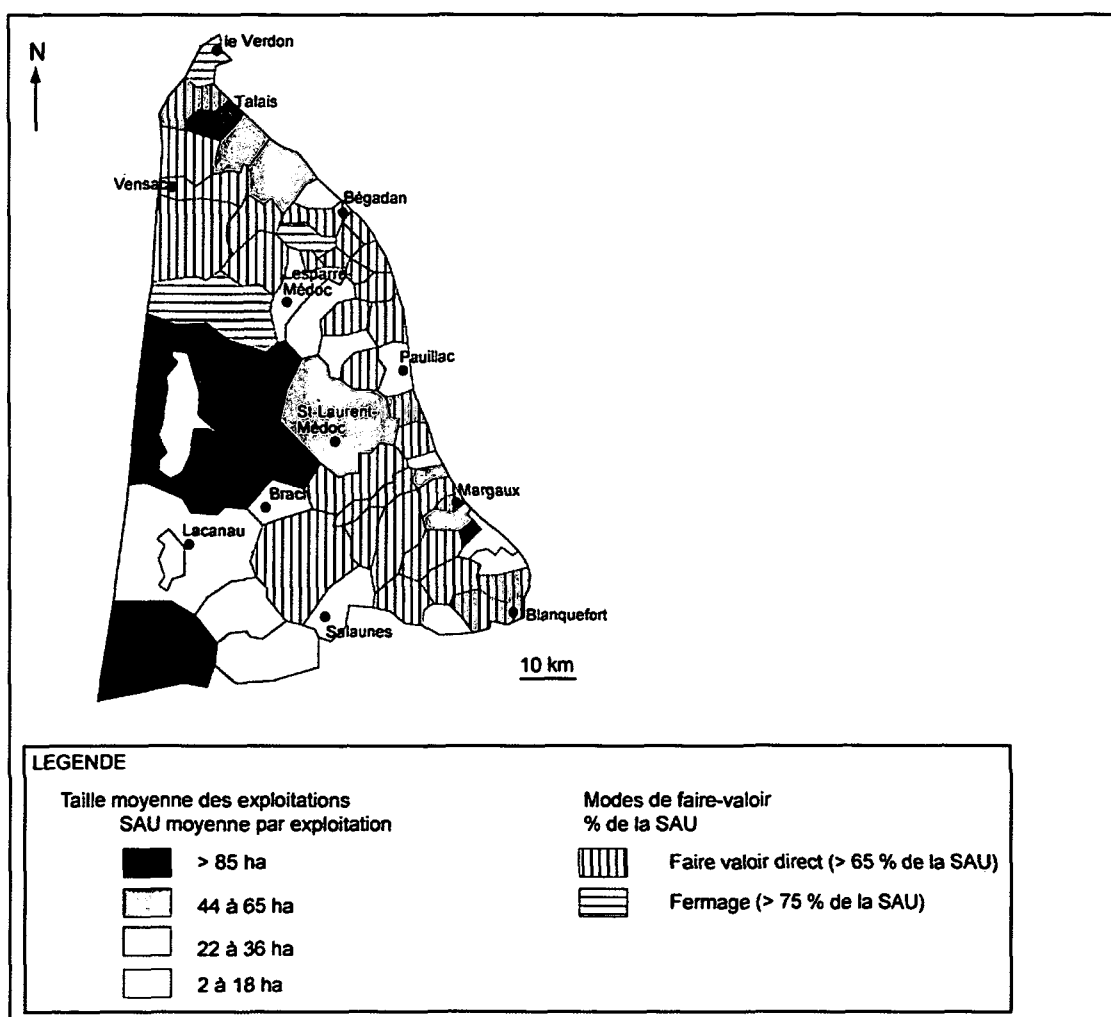 le Verdon
N
Talais
Vensac
Bégadan
Lesparre-
Médoc
Pauillac
St-Laurent-
Médoc
Margaux
Brach
Lacanau
Blanquefort
Salaunes
10 km
LEGENDE
Taille moyenne des exploitations
SAU moyenne par exploitation
> 85 ha
44 à 65 ha
22 à 36 ha
2 à 18 ha
Modes de faire-valoir
% de la SAU
Faire valoir direct (> 65 % de la SAU)
Fermage (> 75 % de la SAU)